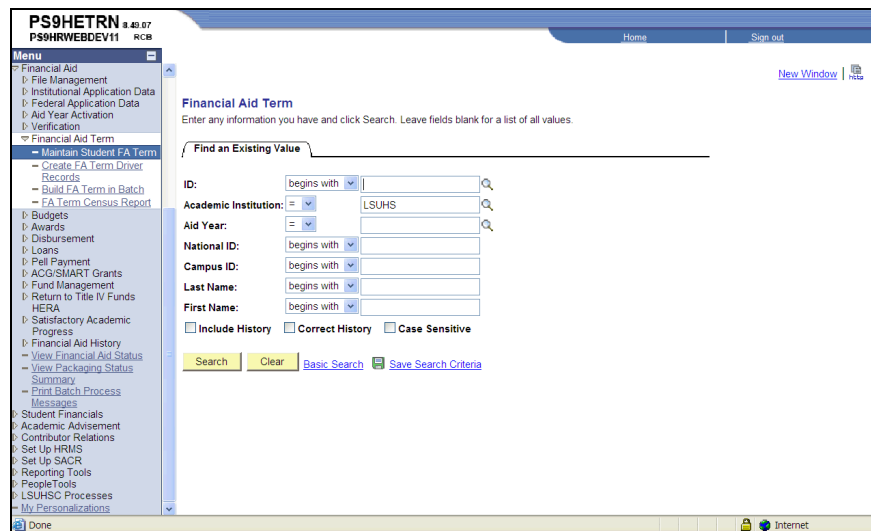 PS9HETRN 8.49.07
PS9HRWEBDEV11 RCB
Home
Sign out
Menu
Financial Aid
File Management
Institutional Application Data
Federal Application Data
Aid Year Activation
Verification
Financial Aid Term
Maintain Student FA Term
Create FA Term Driver
Records
Build FA Term in Batch
FA Term Census Report
Budgets
Awards
Disbursement
Loans
Pell Payment
ACG/SMART Grants
Fund Management
Return to Title IV Funds
HERA
Satisfactory Academic
Progress
Financial Aid History
View Financial Aid Status
View Packaging Status
Summary
Print Batch Process
Messages
Student Financials
Academic Advisement
Contributor Relations
Set Up HRMS
Set Up SACR
Reporting Tools
PeopleTools
LSUHSC Processes
My Personalizations
New Window
http
Financial Aid Term
Enter any information you have and click Search. Leave fields blank for a list of all values.
Find an Existing Value
ID: begins with
Academic Institution: = LSUHS
Aid Year: =
National ID: begins with
Campus ID: begins with
Last Name: begins with
First Name: begins with
Include History Correct History Case Sensitive
Search Clear Basic Search Save Search Criteria
Done
Internet